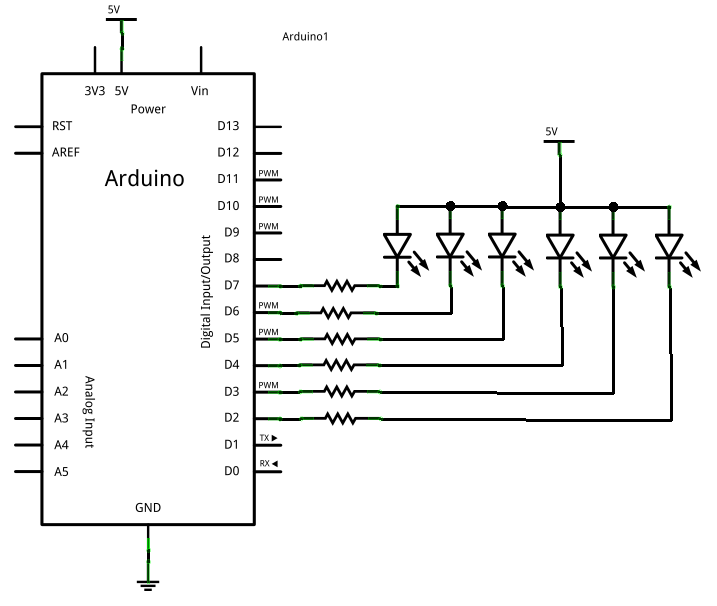 5V
Arduino1
3V3 5V Vin
Power
5V
RST D13
AREF D12
Arduino
D11 PWM
D10 PWM
D9 PWM
D8
Digital Input/Output
D7
D6 PWM
A0 D5 PWM
A1 D4
A2 D3 PWM
Analog Input
A3 D2
A4 D1 TX
A5 D0 RX
GND